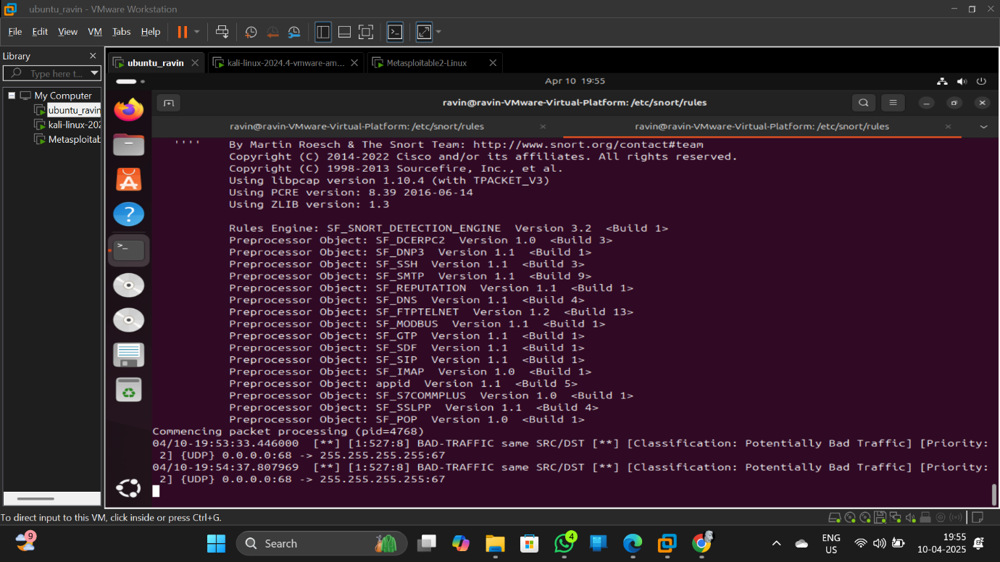 ubuntu_ravin - VMware Workstation
File Edit View VM Tabs Help
Library
Type here t...
My Computer
ubuntu_ravin
kali-linux-202
Metasploitab
ubuntu_ravin
kali-linux-2024.4-vmware-am...
Metasploitable2-Linux
Apr 10 19:55
ravin@ravin-VMware-Virtual-Platform: /etc/snort/rules
ravin@ravin-VMware-Virtual-Platform: /etc/snort/rules
ravin@ravin-VMware-Virtual-Platform: /etc/snort/rules
'''' By Martin Roesch & The Snort Team: http://www.snort.org/contact#team
Copyright (C) 2014-2022 Cisco and/or its affiliates. All rights reserved.
Copyright (C) 1998-2013 Sourcefire, Inc., et al.
Using libpcap version 1.10.4 (with TPACKET_V3)
Using PCRE version: 8.39 2016-06-14
Using ZLIB version: 1.3
Rules Engine: SF_SNORT_DETECTION_ENGINE Version 3.2 <Build 1>
Preprocessor Object: SF_DCERPC2 Version 1.0 <Build 3>
Preprocessor Object: SF_DNP3 Version 1.1 <Build 1>
Preprocessor Object: SF_SSH Version 1.1 <Build 3>
Preprocessor Object: SF_SMTP Version 1.1 <Build 9>
Preprocessor Object: SF_REPUTATION Version 1.1 <Build 1>
Preprocessor Object: SF_DNS Version 1.1 <Build 4>
Preprocessor Object: SF_FTPTELNET Version 1.2 <Build 13>
Preprocessor Object: SF_MODBUS Version 1.1 <Build 1>
Preprocessor Object: SF_GTP Version 1.1 <Build 1>
Preprocessor Object: SF_SDF Version 1.1 <Build 1>
Preprocessor Object: SF_SIP Version 1.1 <Build 1>
Preprocessor Object: SF_IMAP Version 1.0 <Build 1>
Preprocessor Object: appid Version 1.1 <Build 5>
Preprocessor Object: SF_S7COMMPLUS Version 1.0 <Build 1>
Preprocessor Object: SF_SSLPP Version 1.1 <Build 4>
Preprocessor Object: SF_POP Version 1.0 <Build 1>
Commencing packet processing (pid=4768)
04/10-19:53:33.446000 [**] [1:527:8] BAD-TRAFFIC same SRC/DST [**] [Classification: Potentially Bad Traffic] [Priority:
2] {UDP} 0.0.0.0:68 -> 255.255.255.255:67
04/10-19:54:37.807969 [**] [1:527:8] BAD-TRAFFIC same SRC/DST [**] [Classification: Potentially Bad Traffic] [Priority:
2] {UDP} 0.0.0.0:68 -> 255.255.255.255:67
To direct input to this VM, click inside or press Ctrl+G.
9
Search
4
ENG
US
19:55
10-04-2025